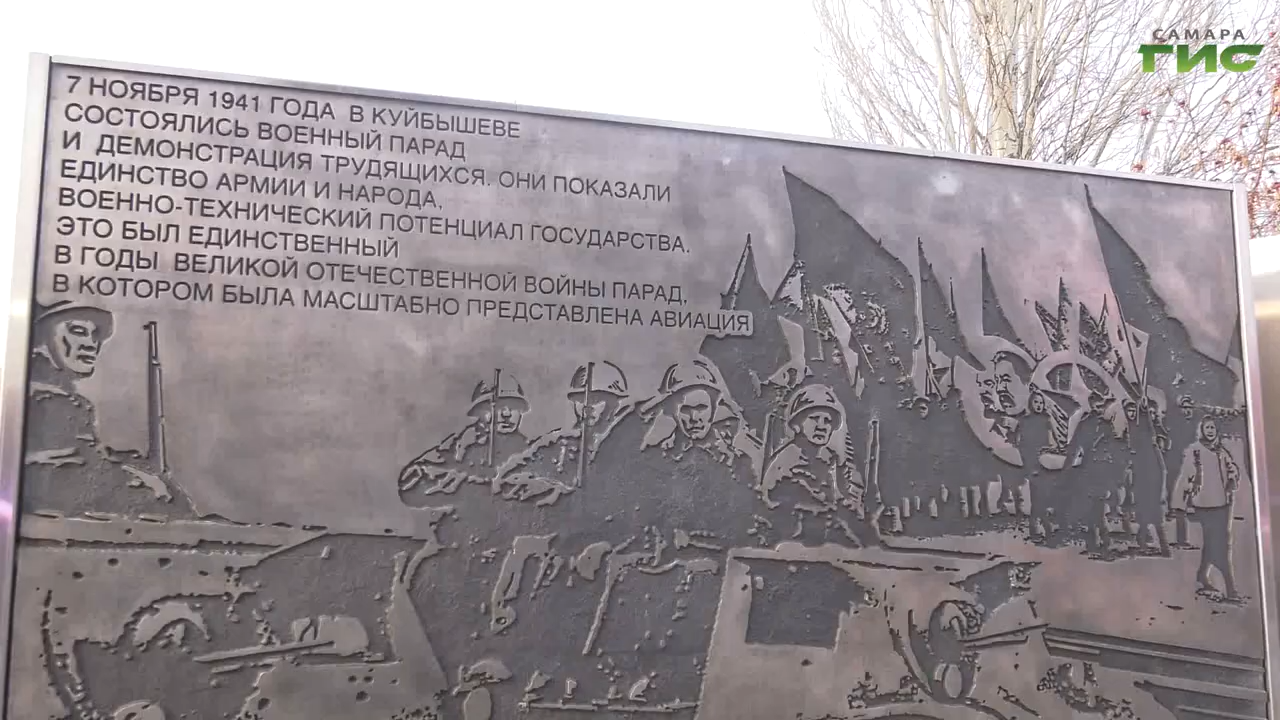 САМАРА
ГИС
7 НОЯБРЯ 1941 ГОДА В КУЙБЫШЕВЕ
СОСТОЯЛИСЬ ВОЕННЫЙ ПАРАД
И ДЕМОНСТРАЦИЯ ТРУДЯЩИХСЯ. ОНИ ПОКАЗАЛИ
ЕДИНСТВО АРМИИ И НАРОДА,
ВОЕННО-ТЕХНИЧЕСКИЙ ПОТЕНЦИАЛ ГОСУДАРСТВА.
ЭТО БЫЛ ЕДИНСТВЕННЫЙ
В ГОДЫ ВЕЛИКОЙ ОТЕЧЕСТВЕННОЙ ВОЙНЫ ПАРАД,
В КОТОРОМ БЫЛА МАСШТАБНО ПРЕДСТАВЛЕНА АВИАЦИЯ